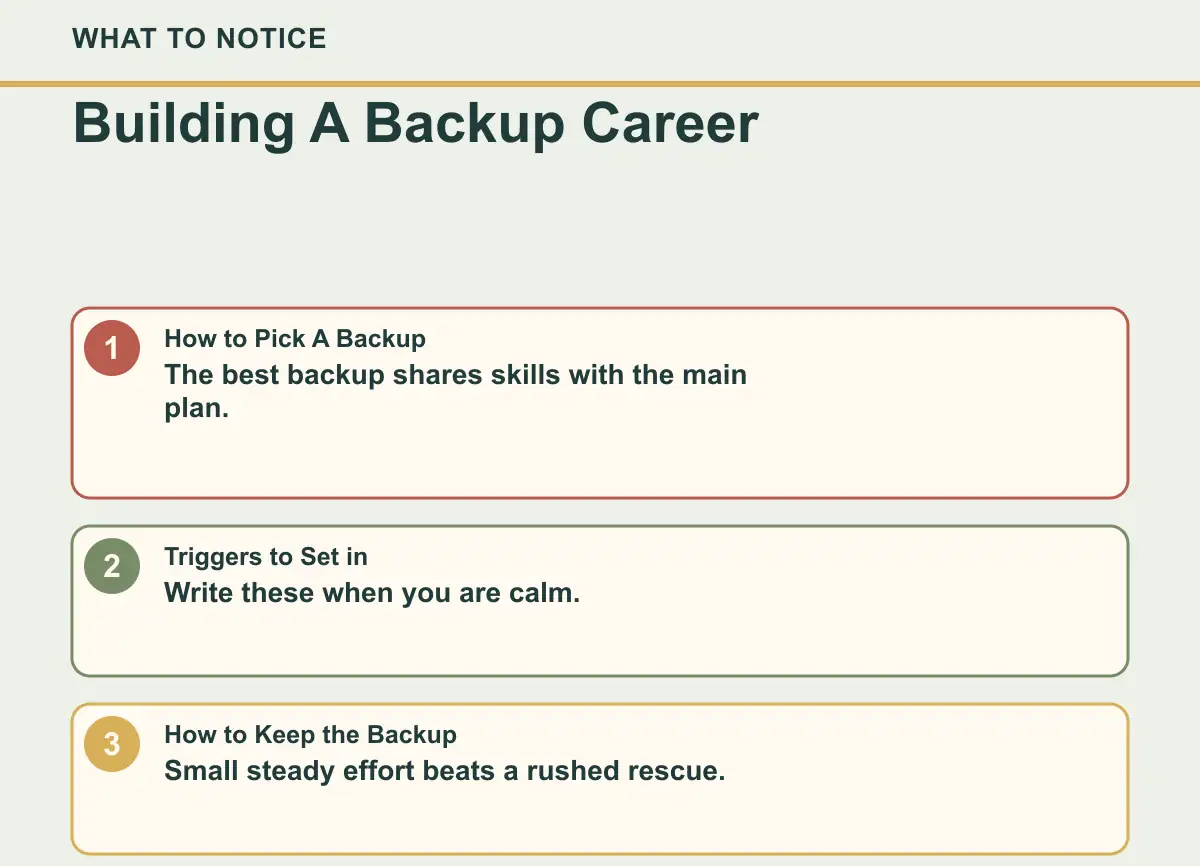 WHAT TO NOTICE
Building A Backup Career
1
How to Pick A Backup
The best backup shares skills with the main
plan.
2
Triggers to Set in
Write these when you are calm.
3
How to Keep the Backup
Small steady effort beats a rushed rescue.